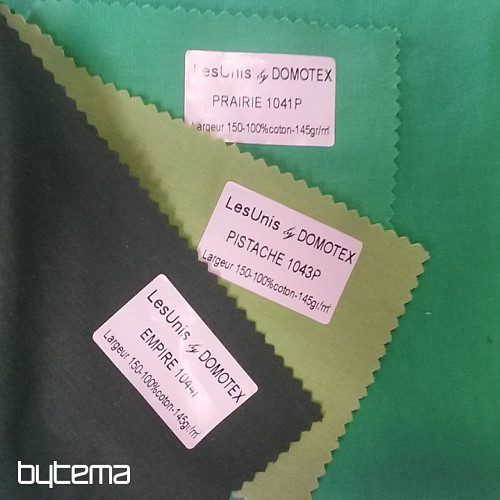 LesUnis by DOMOTEX
PRAIRIE 1041P
Largeur 150-100%coton-145gr/㎡
LesUnis by DOMOTEX
PISTACHE 1043P
Largeur 150-100%coton-145gr/㎡
LesUnis by DOMOTEX
EMPIRE
Largeur 150-100%coton-145gr/㎡
bytema